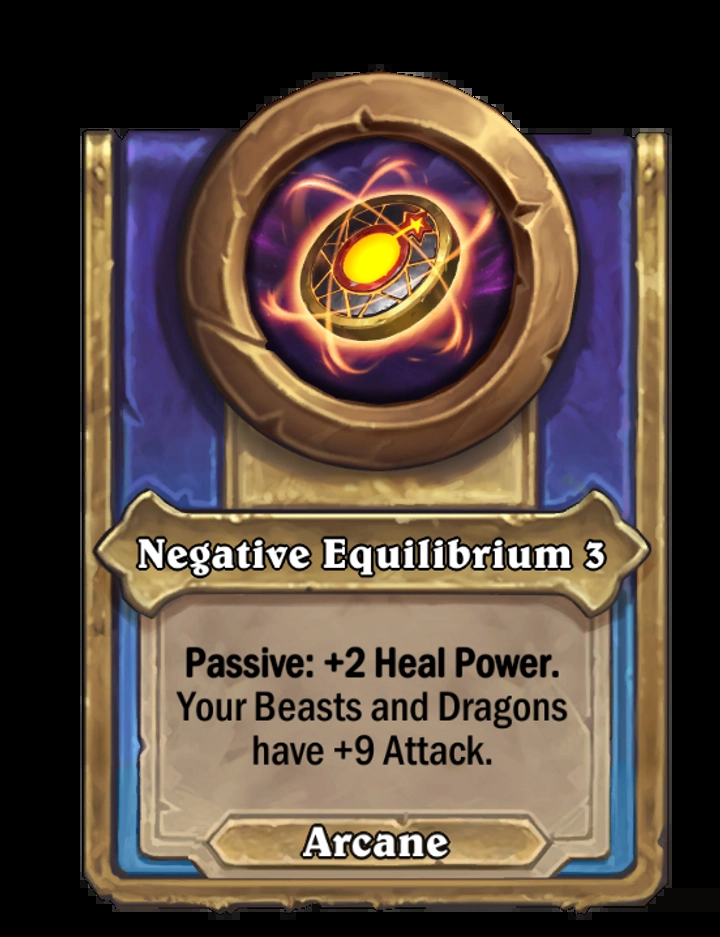 Negative Equilibrium 3
Passive: +2 Heal Power.
Your Beasts and Dragons
have +9 Attack.
Arcane